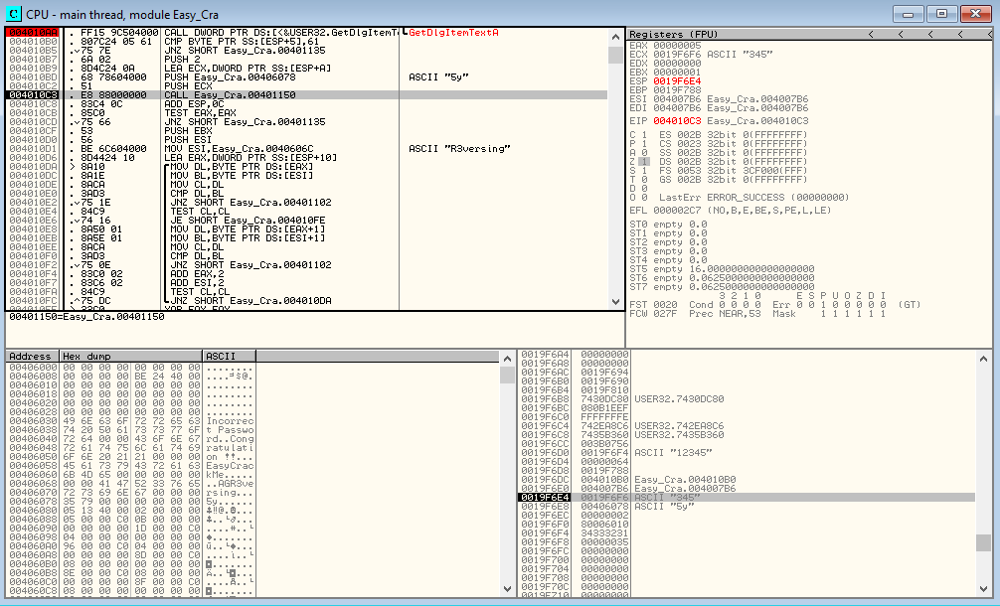 C CPU - main thread, module Easy_Cra
004010AA . FF15 9C504000 CALL DWORD PTR DS:[<&USER32.GetDlgItemTe GetDlgItemTextA
004010B0 . 807C24 05 61 CMP BYTE PTR SS:[ESP+5],61
004010B5 . 75 7E JNZ SHORT Easy_Cra.00401135
004010B7 . 6A 02 PUSH 2
004010B9 . 8D4C24 0A LEA ECX,DWORD PTR SS:[ESP+A]
004010BD . 68 78604000 PUSH Easy_Cra.00406078 ASCII "5y"
004010C2 . 51 PUSH ECX
004010C3 . E8 88000000 CALL Easy_Cra.00401150
004010C8 . 83C4 0C ADD ESP,0C
004010CB . 85C0 TEST EAX,EAX
004010CD . 75 66 JNZ SHORT Easy_Cra.00401135
004010CF . 53 PUSH EBX
004010D0 . 56 PUSH ESI
004010D1 . BE 6C604000 MOV ESI,Easy_Cra.0040606C ASCII "R3versing"
004010D6 . 8D4424 10 LEA EAX,DWORD PTR SS:[ESP+10]
004010DA > 8A10 MOV DL,BYTE PTR DS:[EAX]
004010DC . 8A1E MOV BL,BYTE PTR DS:[ESI]
004010DE . 8ACA MOV CL,DL
004010E0 . 3AD3 CMP DL,BL
004010E2 . 75 1E JNZ SHORT Easy_Cra.00401102
004010E4 . 84C9 TEST CL,CL
004010E6 . 74 16 JE SHORT Easy_Cra.004010FE
004010E8 . 8A50 01 MOV DL,BYTE PTR DS:[EAX+1]
004010EB . 8A5E 01 MOV BL,BYTE PTR DS:[ESI+1]
004010EE . 8ACA MOV CL,DL
004010F0 . 3AD3 CMP DL,BL
004010F2 . 75 0E JNZ SHORT Easy_Cra.00401102
004010F4 . 83C0 02 ADD EAX,2
004010F7 . 83C6 02 ADD ESI,2
004010FA . 84C9 TEST CL,CL
004010FC .^75 DC JNZ SHORT Easy_Cra.004010DA
00401150=Easy_Cra.00401150
Registers (FPU) < < < < <
EAX 00000005
ECX 0019F6F6 ASCII "345"
EDX 00000000
EBX 00000001
ESP 0019F6E4
EBP 0019F788
ESI 004007B6 Easy_Cra.004007B6
EDI 004007B6 Easy_Cra.004007B6
EIP 004010C3 Easy_Cra.004010C3
C 1 ES 002B 32bit 0(FFFFFFFF)
P 1 CS 0023 32bit 0(FFFFFFFF)
A 0 SS 002B 32bit 0(FFFFFFFF)
Z 1 DS 002B 32bit 0(FFFFFFFF)
S 1 FS 0053 32bit 3CF000(FFF)
T 0 GS 002B 32bit 0(FFFFFFFF)
D 0
O 0 LastErr ERROR_SUCCESS (00000000)
EFL 000002C7 (NO,B,E,BE,S,PE,L,LE)
ST0 empty 0.0
ST1 empty 0.0
ST2 empty 0.0
ST3 empty 0.0
ST4 empty 0.0
ST5 empty 16.000000000000000000
ST6 empty 0.0625000000000000000
ST7 empty 0.0625000000000000000
3 2 1 0 E S P U O Z D I
FST 0020 Cond 0 0 0 0 Err 0 0 1 0 0 0 0 0 (GT)
FCW 027F Prec NEAR,53 Mask 1 1 1 1 1 1
Address Hex dump ASCII
00406000 00 00 00 00 00 00 00 00 ........
00406008 00 00 00 00 BE 24 40 00
00406010 00 00 00 00 00 00 00 00 ........
00406018 00 00 00 00 00 00 00 00 ........
00406020 00 00 00 00 00 00 00 00 ........
00406028 00 00 00 00 00 00 00 00 ........
00406030 49 6E 63 6F 72 72 65 63 Incorrec
00406038 74 20 50 61 73 73 77 6F t Passwo
00406040 72 64 00 00 43 6F 6E 67 rd..Cong
00406048 72 61 74 75 6C 61 74 69 ratulati
00406050 6F 6E 20 21 21 00 00 00 on !!...
00406058 45 61 73 79 43 72 61 63 EasyCrac
00406060 6B 4D 65 00 00 00 00 00 kMe.....
00406068 00 00 41 47 52 33 76 65 ..AGR3ve
00406070 72 73 69 6E 67 00 00 00 rsing...
00406078 35 79 00 00 00 00 00 00 5y......
00406080 05 13 40 00 02 00 00 00
00406088 05 00 00 C0 0B 00 00 00
00406090 00 00 00 00 1D 00 00 C0
00406098 04 00 00 00 00 00 00 00
004060A0 96 00 00 C0 04 00 00 00
004060A8 00 00 00 00 8D 00 00 C0
004060B0 08 00 00 00 00 00 00 00
004060B8 8E 00 00 C0 08 00 00 00
004060C0 00 00 00 00 8F 00 00 C0
004060C8 08 00 00 00 00 00 00 00
0019F6A4 00000000
0019F6A8 00000000
0019F6AC 0019F694
0019F6B0 0019F690
0019F6B4 0019F810
0019F6B8 7430DC80 USER32.7430DC80
0019F6BC 080B1EEF
0019F6C0 FFFFFFFE
0019F6C4 742EA8C6 USER32.742EA8C6
0019F6C8 7435B360 USER32.7435B360
0019F6CC 003B0756
0019F6D0 0019F6F4 ASCII "12345"
0019F6D4 00000064
0019F6D8 0019F788
0019F6DC 004010B0 Easy_Cra.004010B0
0019F6E0 004007B6 Easy_Cra.004007B6
0019F6E4 0019F6F6 ASCII "345"
0019F6E8 00406078 ASCII "5y"
0019F6EC 00000002
0019F6F0 80006010
0019F6F4 34333231
0019F6F8 00000035
0019F6FC 00000000
0019F700 00000000
0019F704 00000000
0019F708 00000000
0019F70C 00000000
0019F710 00000000